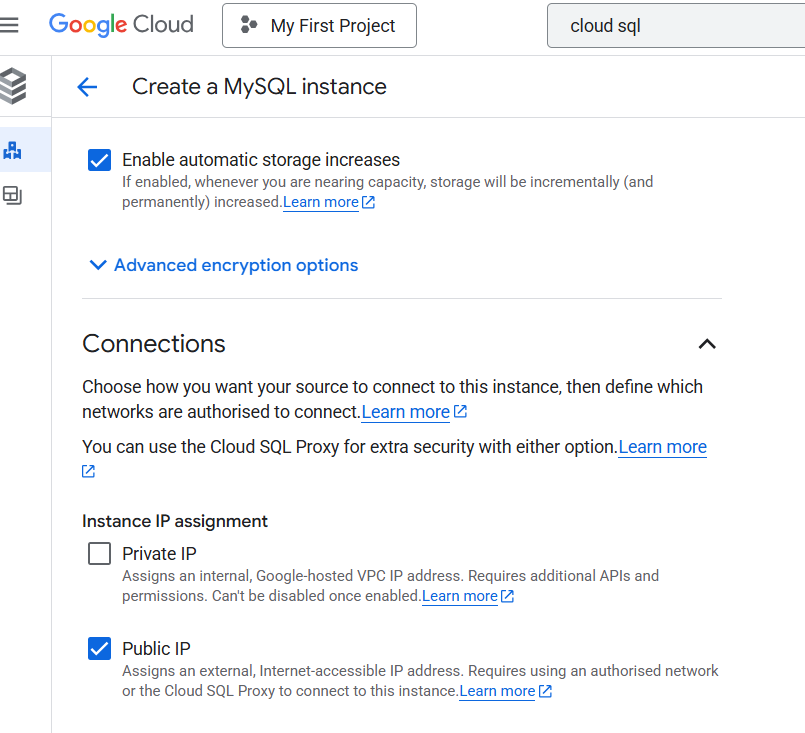 Google Cloud
My First Project
cloud sql
Create a MySQL instance
Enable automatic storage increases
If enabled, whenever you are nearing capacity, storage will be incrementally (and
permanently) increased.Learn more
Advanced encryption options
Connections
Choose how you want your source to connect to this instance, then define which
networks are authorised to connect.Learn more
You can use the Cloud SQL Proxy for extra security with either option.Learn more
Instance IP assignment
Private IP
Assigns an internal, Google-hosted VPC IP address. Requires additional APIs and
permissions. Can't be disabled once enabled.Learn more
Public IP
Assigns an external, Internet-accessible IP address. Requires using an authorised network
or the Cloud SQL Proxy to connect to this instance.Learn more